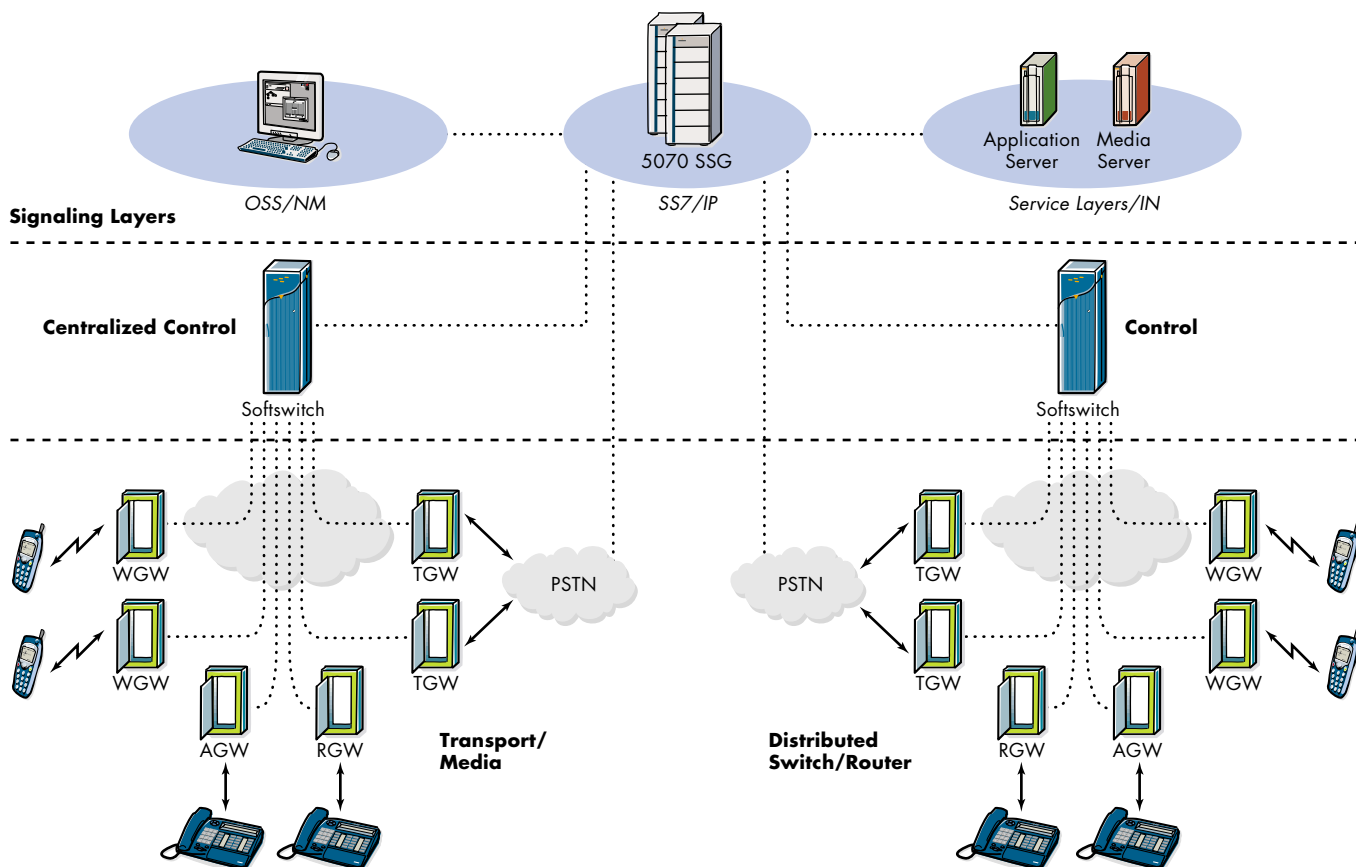 5070 SSG
Application Server
Media Server
OSS/NM
SS7/IP
Service Layers/IN
Signaling Layers
Centralized Control
Control
Softswitch
Softswitch
WGW
TGW
PSTN
PSTN
TGW
WGW
WGW
TGW
TGW
WGW
AGW
RGW
Transport/
Media
Distributed
Switch/Router
RGW
AGW